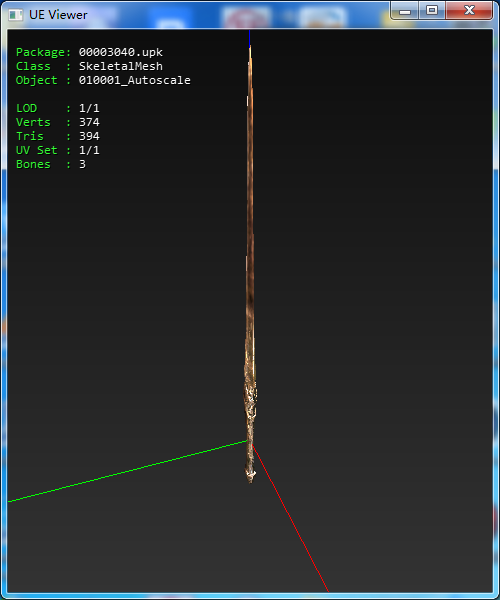 UE Viewer
Package: 00003040.upk
Class  : SkeletalMesh
Object : 010001_Autoscale
LOD    : 1/1
Verts  : 374
Tris   : 394
UV Set : 1/1
Bones  : 3